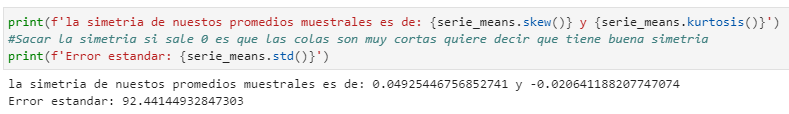 print(f'la simetria de nuestos promedios muestrales es de: {serie_means.skew()} y {serie_means.kurtosis()}')
#Sacar la simetria si sale 0 es que las colas son muy cortas quiere decir que tiene buena simetria
print(f'Error estandar: {serie_means.std()}')
la simetria de nuestos promedios muestrales es de: 0.04925446756852741 y -0.020641188207747074
Error estandar: 92.44144932847303